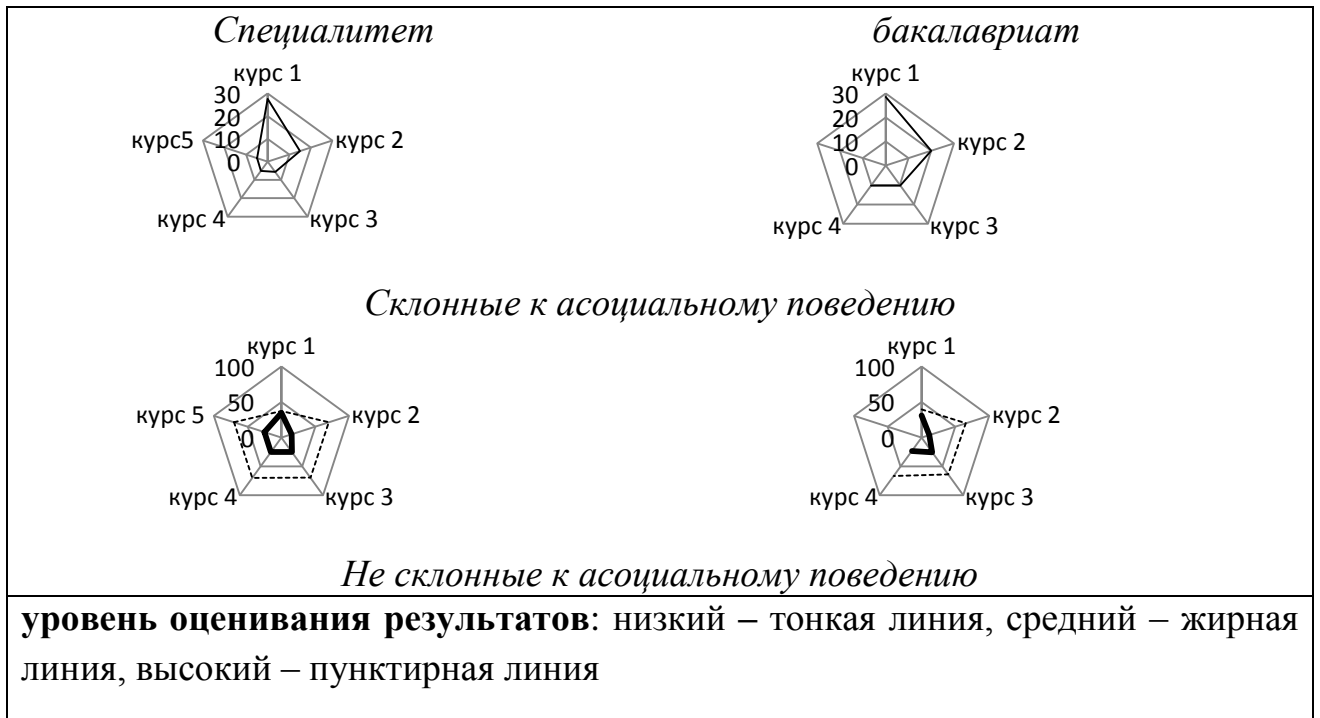 Специалитет бакалавриат
курс 1 курс 1
30 30
20 20
курс5 10 курс 2 10 курс 2
0 0
курс 4 курс 3 курс 4 курс 3
Склонные к асоциальному поведению
курс 1 курс 1
100 100
курс 5 50 курс 2 50 курс 2
0 0
курс 4 курс 3 курс 4 курс 3
Не склонные к асоциальному поведению
уровень оценивания результатов: низкий – тонкая линия, средний – жирная
линия, высокий – пунктирная линия